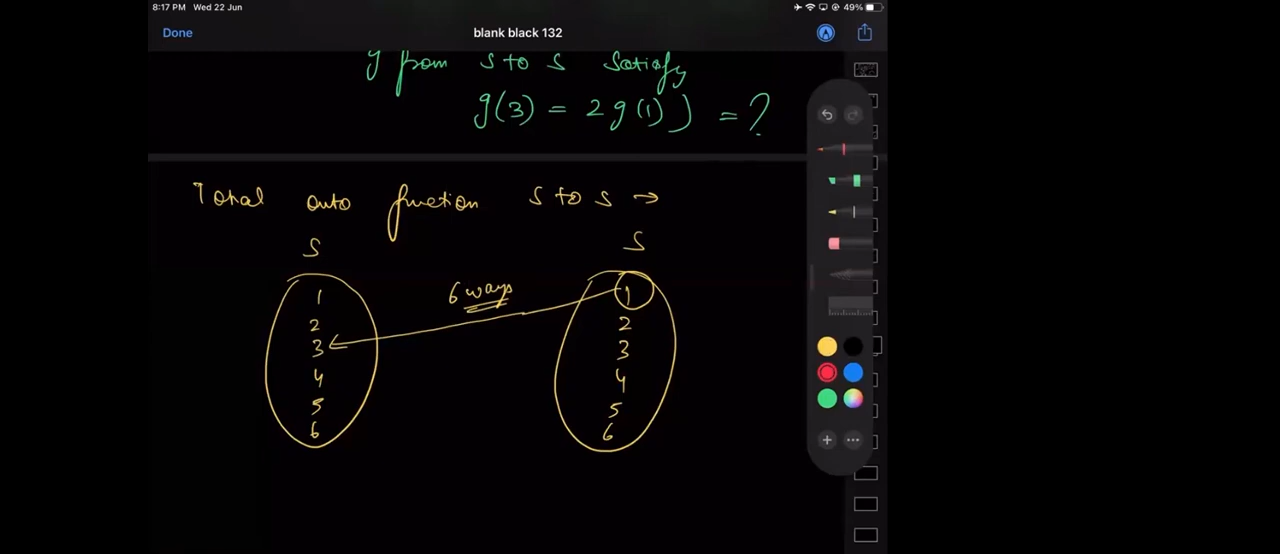 8:17 PM Wed 22 Jun 49%
Done blank black 132
g from S to S satisfy
g(3) = 2g(1)) = ?
Total onto function S to S →
S S
6 ways
1 1
2 2
3 3
4 4
5 5
6 6